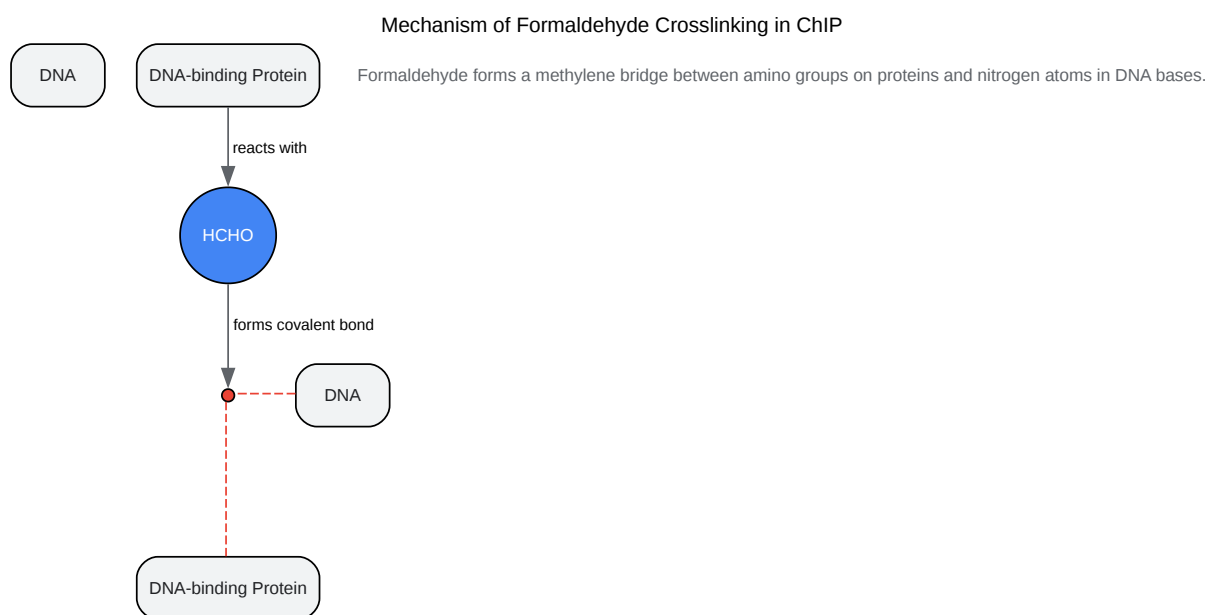 Mechanism of Formaldehyde Crosslinking in ChIP
DNA
DNA-binding Protein
Formaldehyde forms a methylene bridge between amino groups on proteins and nitrogen atoms in DNA bases.
reacts with
HCHO
forms covalent bond
DNA
DNA-binding Protein